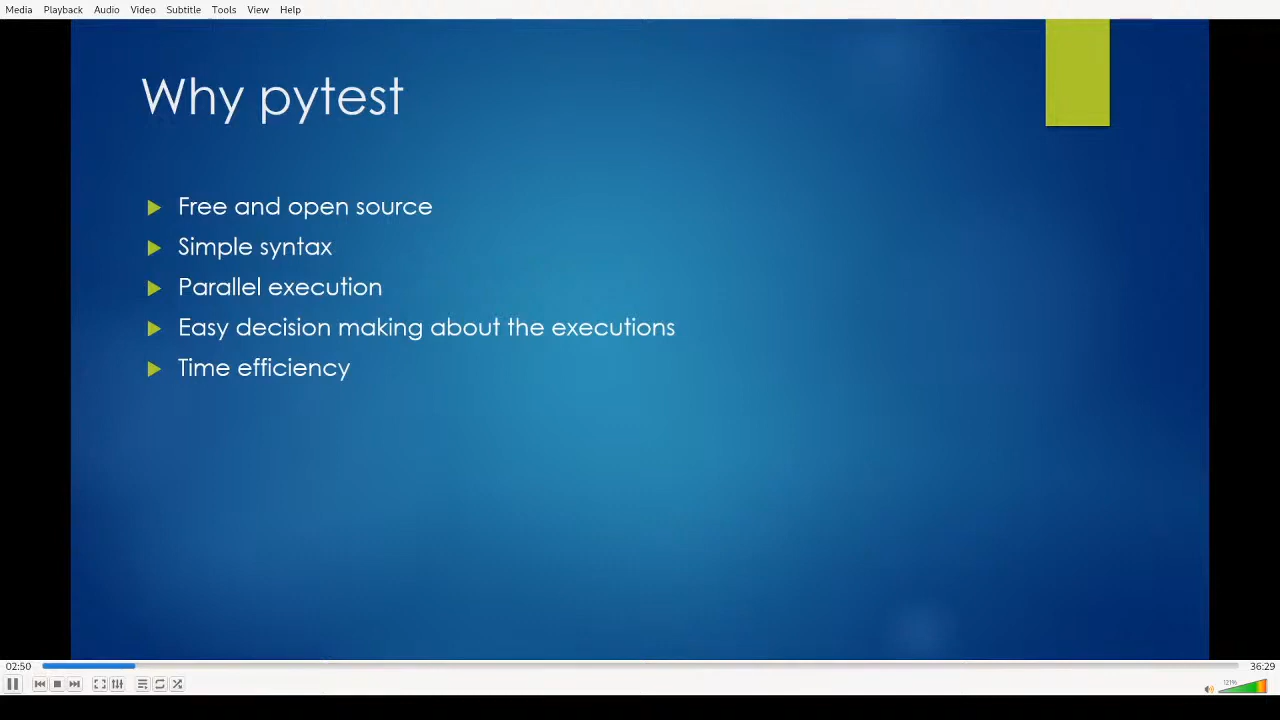 Media Playback Audio Video Subtitle Tools View Help
Why pytest
Free and open source
Simple syntax
Parallel execution
Easy decision making about the executions
Time efficiency
02:50 36:29
121%